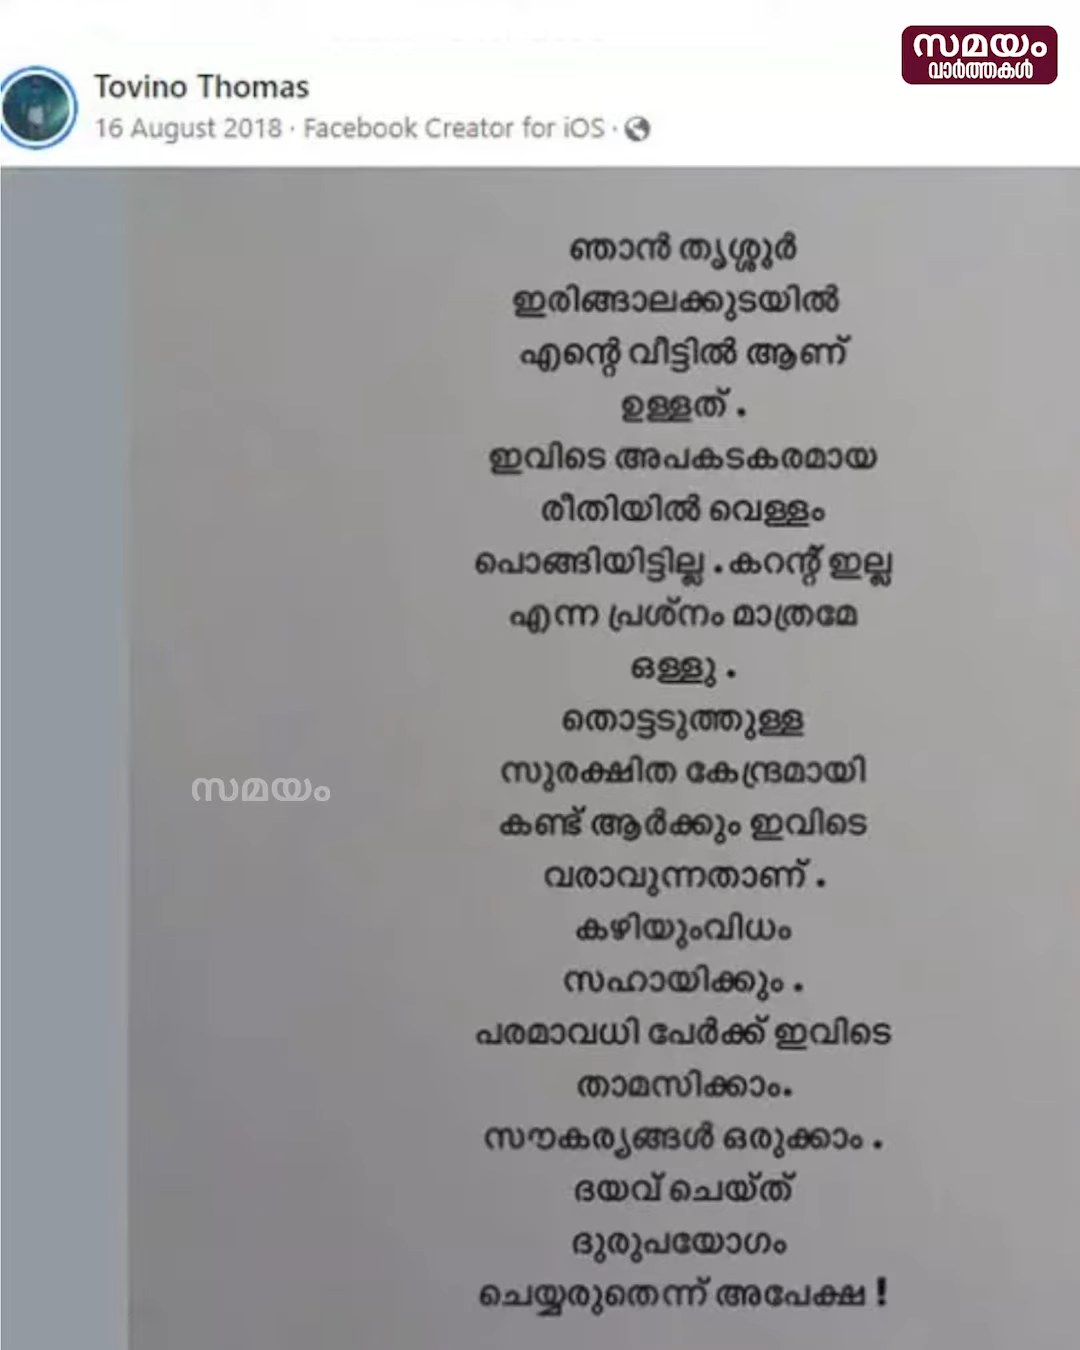 സമയം
വാർത്തകൾ
Tovino Thomas
16 August 2018 · Facebook Creator for iOS ·
ഞാൻ തൃശ്ശൂർ
ഇരിങ്ങാലക്കുടയിൽ
എന്റെ വീട്ടിൽ ആണ്
ഉള്ളത് .
ഇവിടെ അപകടകരമായ
രീതിയിൽ വെള്ളം
പൊങ്ങിയിട്ടില്ല . കറന്റ് ഇല്ല
എന്ന പ്രശ്നം മാത്രമേ
ഒള്ളു .
തൊട്ടടുത്തുള്ള
സുരക്ഷിത കേന്ദ്രമായി
കണ്ട് ആർക്കും ഇവിടെ
വരാവുന്നതാണ് .
കഴിയുംവിധം
സഹായിക്കും .
പരമാവധി പേർക്ക് ഇവിടെ
താമസിക്കാം.
സൗകര്യങ്ങൾ ഒരുക്കാം .
ദയവ് ചെയ്ത്
ദുരുപയോഗം
ചെയ്യരുതെന്ന് അപേക്ഷ !
സമയം